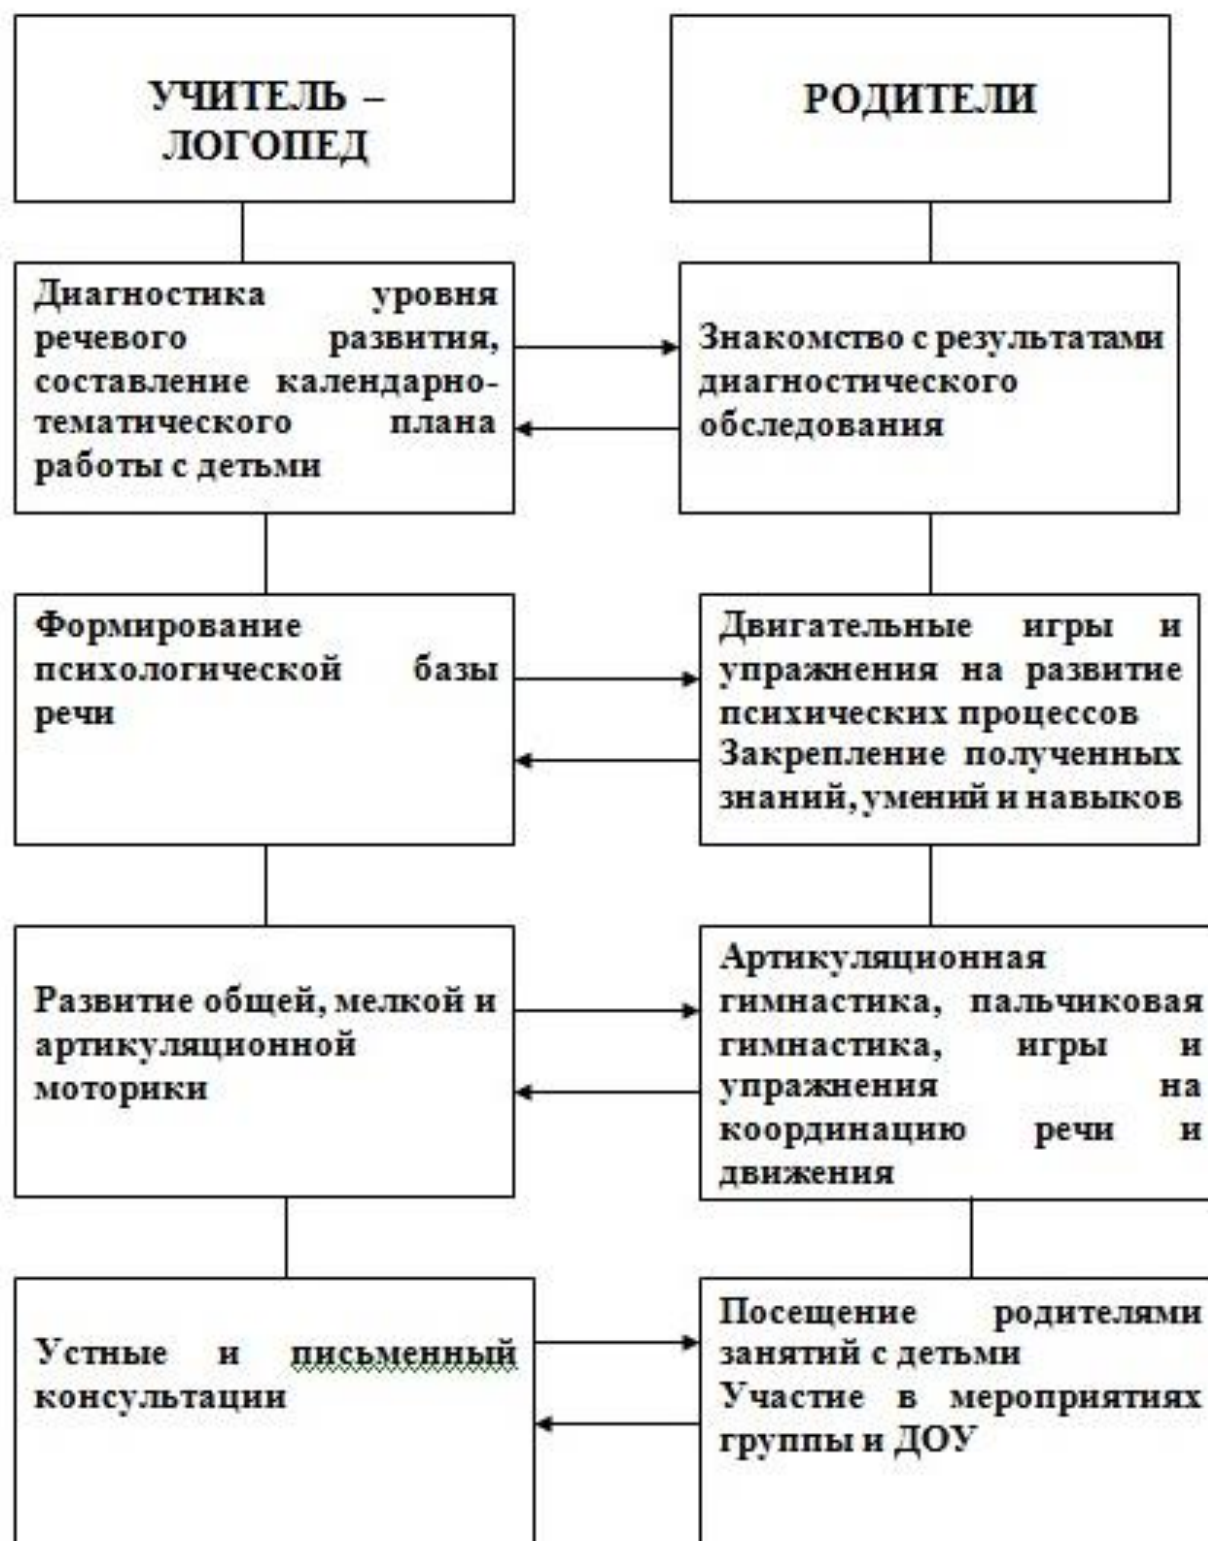 УЧИТЕЛЬ –
ЛОГОПЕД
РОДИТЕЛИ
Диагностика уровня
речевого развития,
составление календарно-
тематического плана
работы с детьми
Знакомство с результатами
диагностического
обследования
Формирование
психологической базы
речи
Двигательные игры и
упражнения на развитие
психических процессов
Закрепление полученных
знаний, умений и навыков
Развитие общей, мелкой и
артикуляционной
моторики
Артикуляционная
гимнастика, пальчиковая
гимнастика, игры и
упражнения на
координацию речи и
движения
Устные и письменный
консультации
Посещение родителями
занятий с детьми
Участие в мероприятиях
группы и ДОУ